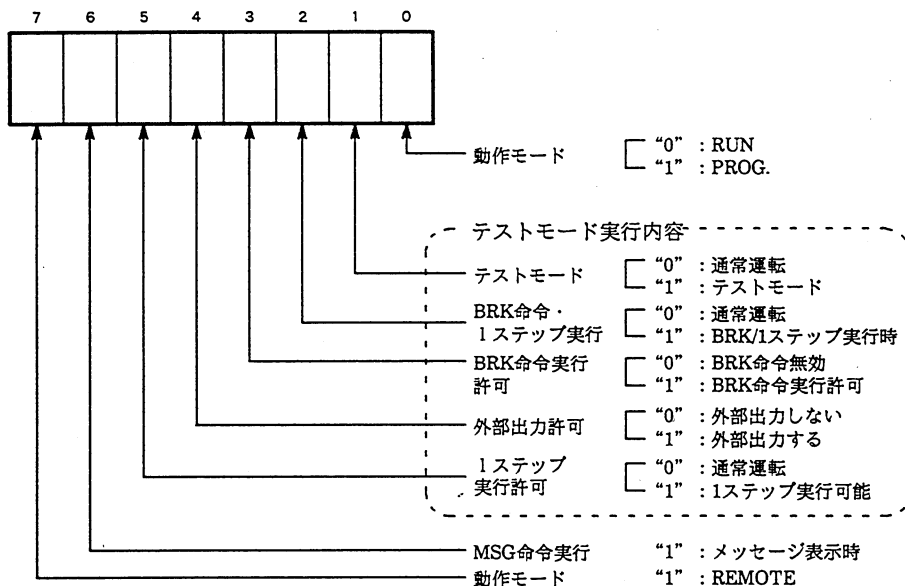 7 6 5 4 3 2 1 0
動作モード “0” : RUN
“1” : PROG.
テストモード実行内容
テストモード “0” : 通常運転
“1” : テストモード
BRK命令・ “0” : 通常運転
1ステップ実行 “1” : BRK/1ステップ実行時
BRK命令実行 “0” : BRK命令無効
許可 “1” : BRK命令実行許可
外部出力許可 “0” : 外部出力しない
“1” : 外部出力する
1ステップ “0” : 通常運転
実行許可 “1” : 1ステップ実行可能
MSG命令実行 “1” : メッセージ表示時
動作モード “1” : REMOTE